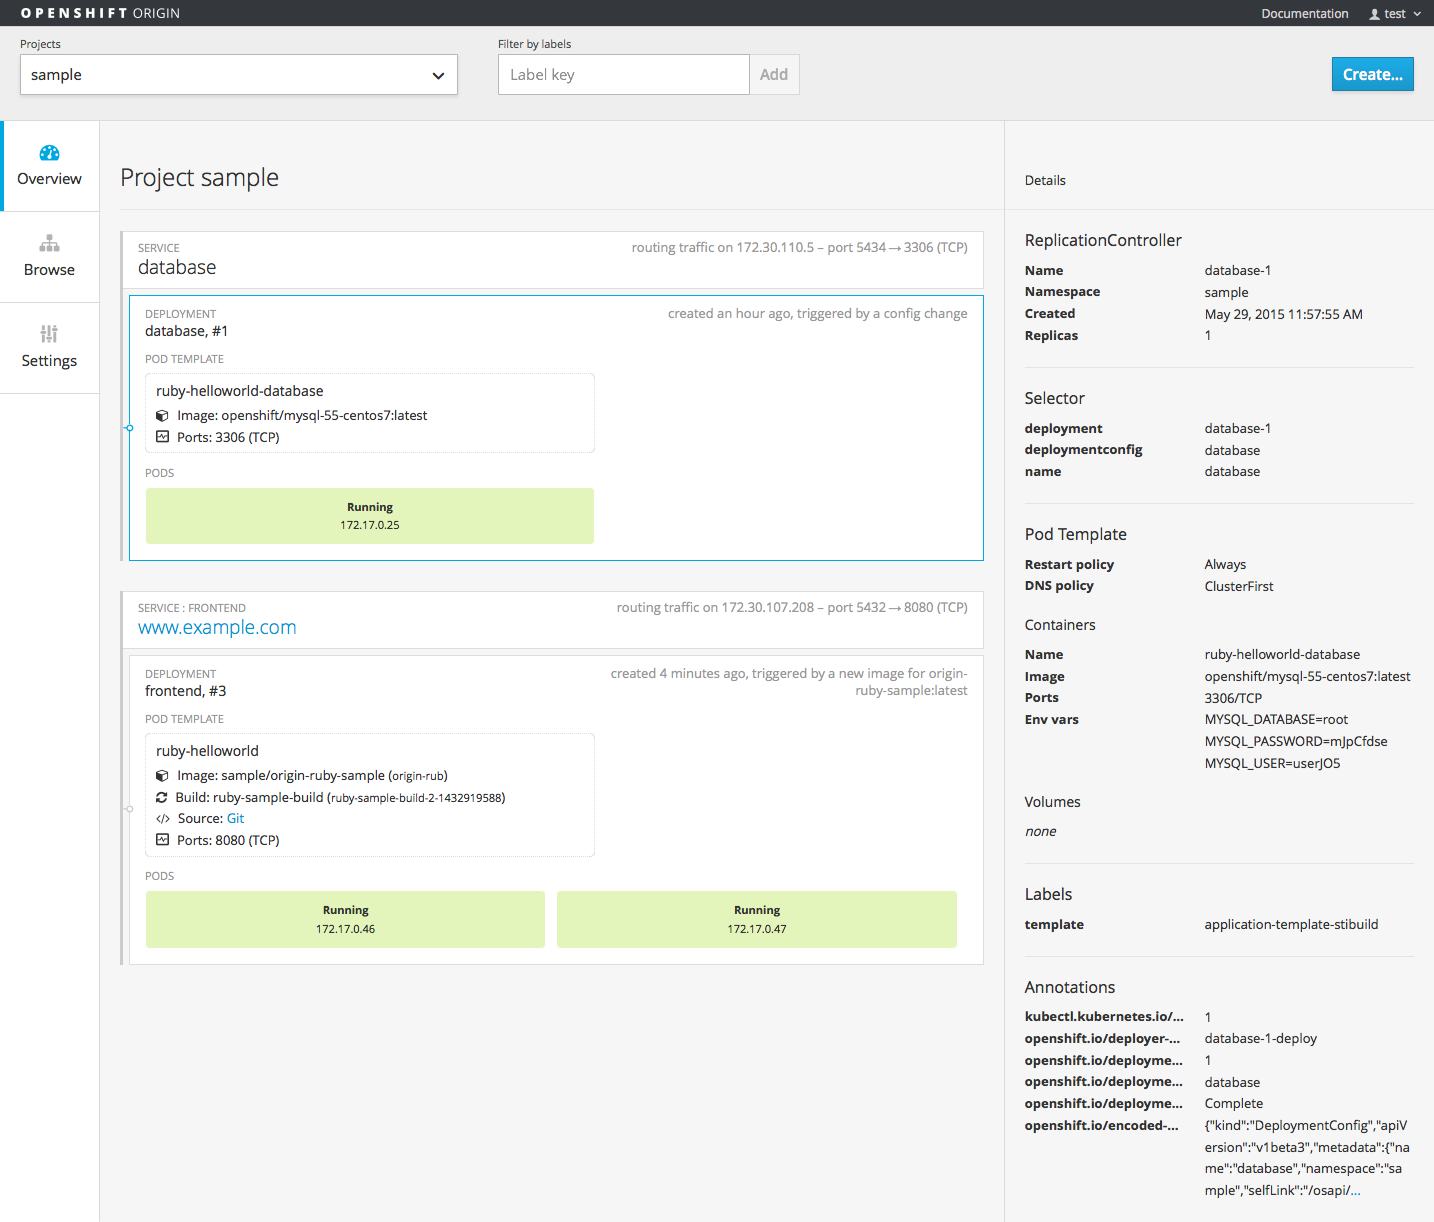 OPENSHIFT ORIGIN
Documentation
test
Projects
sample
Filter by labels
Label key
Add
Create...
Overview
Browse
Settings
Project sample
SERVICE
database
routing traffic on 172.30.110.5 – port 5434 → 3306 (TCP)
DEPLOYMENT
database, #1
created an hour ago, triggered by a config change
POD TEMPLATE
ruby-helloworld-database
Image: openshift/mysql-55-centos7:latest
Ports: 3306 (TCP)
PODS
Running
172.17.0.25
SERVICE : FRONTEND
www.example.com
routing traffic on 172.30.107.208 – port 5432 → 8080 (TCP)
DEPLOYMENT
frontend, #3
created 4 minutes ago, triggered by a new image for origin-
ruby-sample:latest
POD TEMPLATE
ruby-helloworld
Image: sample/origin-ruby-sample (origin-rub)
Build: ruby-sample-build (ruby-sample-build-2-1432919588)
Source: Git
Ports: 8080 (TCP)
PODS
Running
172.17.0.46
Running
172.17.0.47
Details
ReplicationController
Name database-1
Namespace sample
Created May 29, 2015 11:57:55 AM
Replicas 1
Selector
deployment database-1
deploymentconfig database
name database
Pod Template
Restart policy Always
DNS policy ClusterFirst
Containers
Name ruby-helloworld-database
Image openshift/mysql-55-centos7:latest
Ports 3306/TCP
Env vars MYSQL_DATABASE=root
MYSQL_PASSWORD=mJpCfdse
MYSQL_USER=userJO5
Volumes
none
Labels
template application-template-stibuild
Annotations
kubectl.kubernetes.io/... 1
openshift.io/deployer-... database-1-deploy
openshift.io/deployme... 1
openshift.io/deployme... database
openshift.io/deployme... Complete
openshift.io/encoded-... {"kind":"DeploymentConfig","apiV
ersion":"v1beta3","metadata":{"na
me":"database","namespace":"sa
mple","selfLink":"/osapi/...